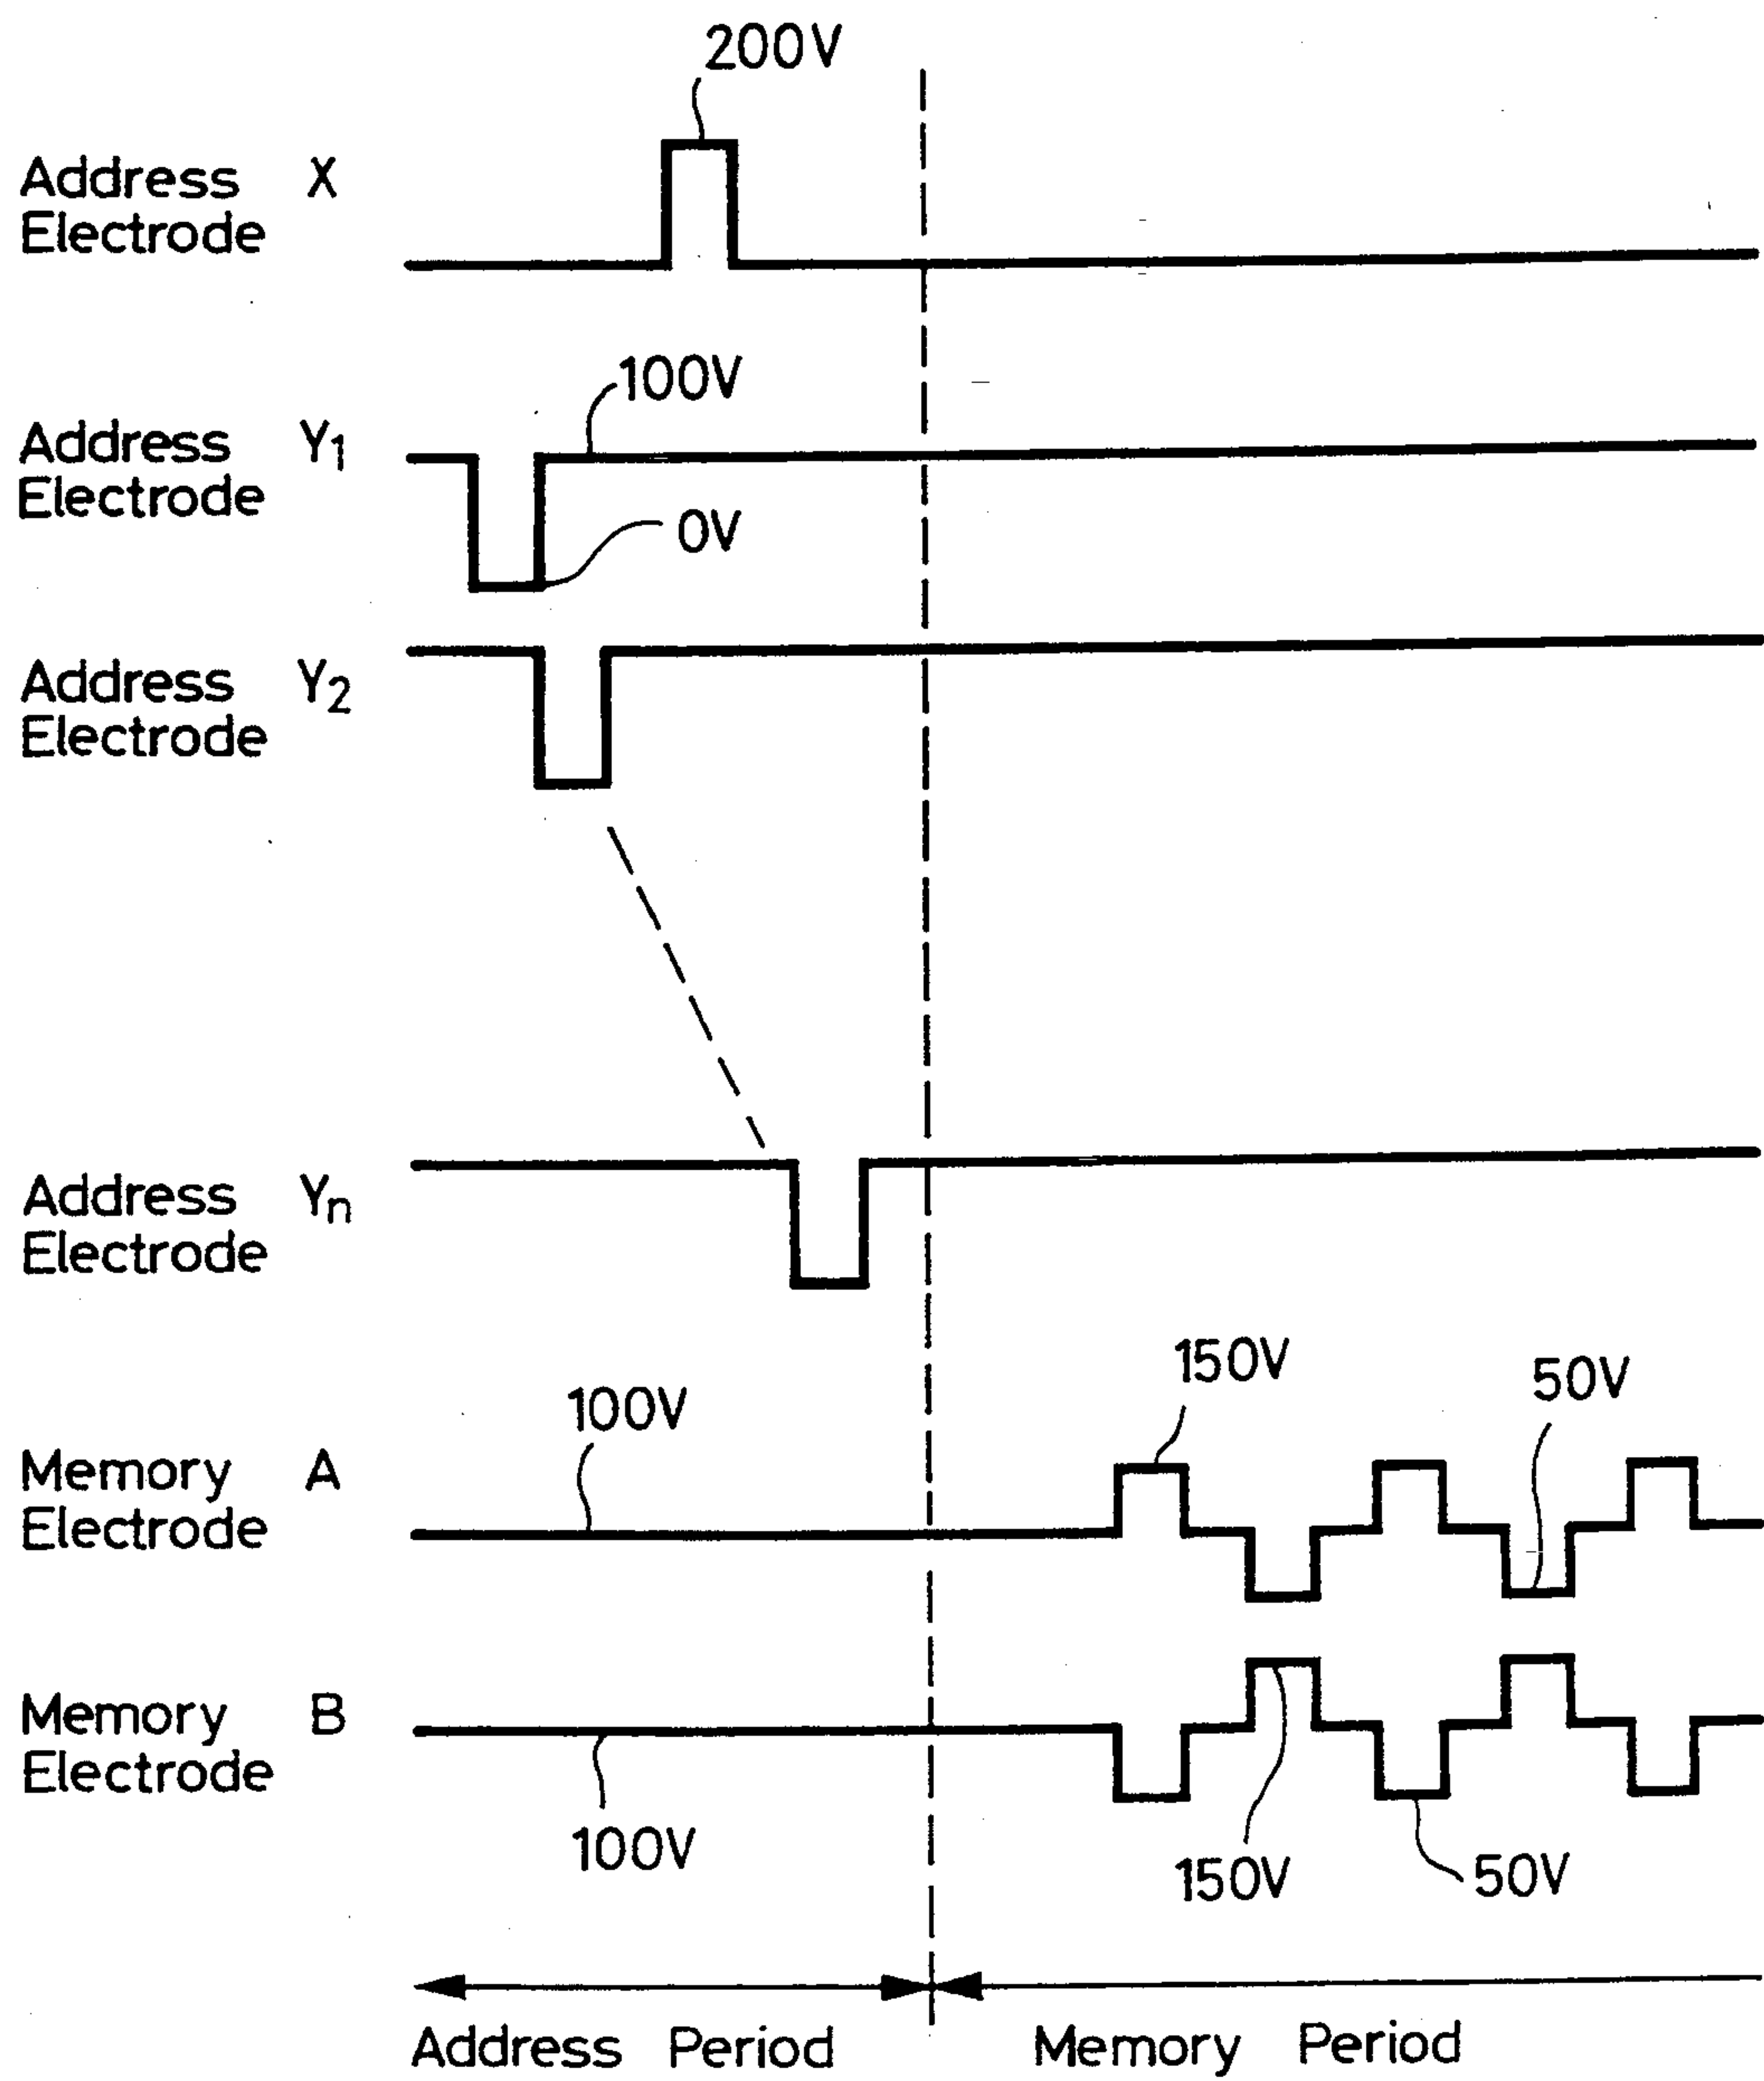 200V
Address X
Electrode
100V
Address Y1
Electrode
0V
Address Y2
Electrode
Address Yn
Electrode
150V
50V
100V
Memory A
Electrode
Memory B
Electrode
100V
150V
50V
Address Period
Memory Period